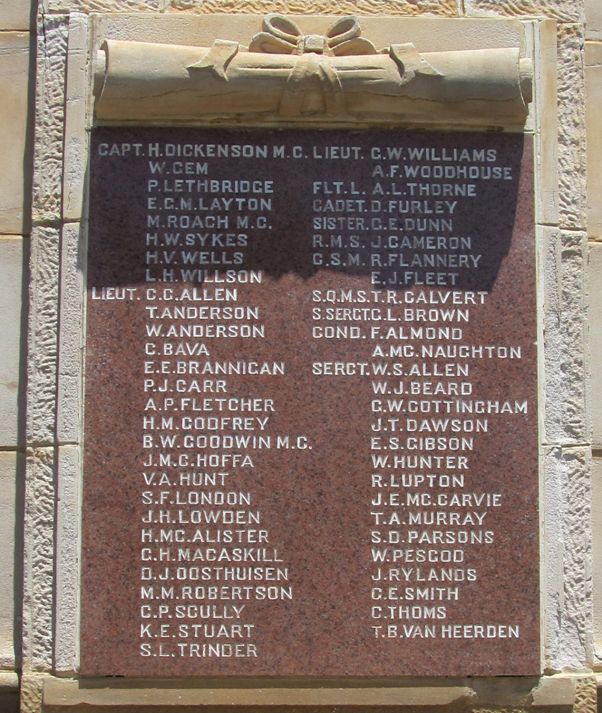 CAPT. H. DICKENSON M.C.
W. GEM
P. LETHBRIDGE
E.G.M. LAYTON
M. ROACH M.C.
H.W. SYKES
H.V. WELLS
L.H. WILLSON
LIEUT. C.C. ALLEN
T. ANDERSON
W. ANDERSON
C. BAVA
E.E. BRANNIGAN
P.J. CARR
A.P. FLETCHER
H.M. GODFREY
B.W. GOODWIN M.C.
J.M.C. HOFFA
V.A. HUNT
S.F. LONDON
J.H. LOWDEN
H. MC. ALISTER
G.H. MACASKILL
D.J. OOSTHUISEN
M.M. ROBERTSON
C.P. SCULLY
K.E. STUART
S.L. TRINDER
LIEUT. G.W. WILLIAMS
A.F. WOODHOUSE
FLT. L. A.L. THORNE
CADET. D. FURLEY
SISTER. C.E. DUNN
R.M.S. J. CAMERON
C.S.M. R. FLANNERY
E.J. FLEET
S.Q.M.S. T.R. CALVERT
S. SERGT. C.L. BROWN
COND. F. ALMOND
A. MC. NAUGHTON
SERGT. W.S. ALLEN
W.J. BEARD
G.W. COTTINGHAM
J.T. DAWSON
E.S. GIBSON
W. HUNTER
R. LUPTON
J.E. MC. GARVIE
T.A. MURRAY
S.D. PARSONS
W. PESCOD
J. RYLANDS
C.E. SMITH
C. THOMS
T.B. VAN HEERDEN